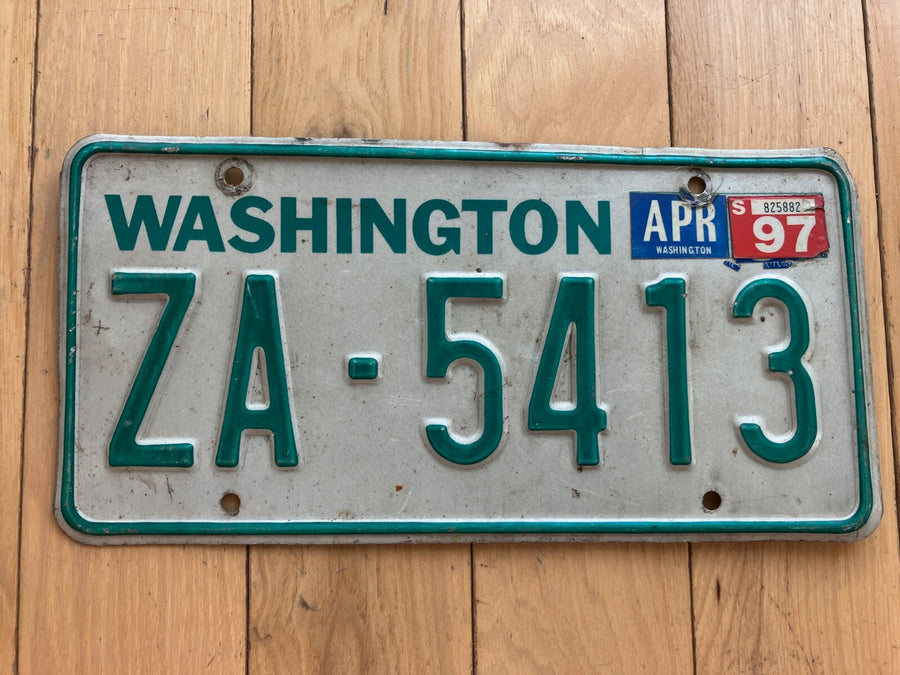 WASHINGTON
APR
WASHINGTON
S 825882
97
ZA-5413